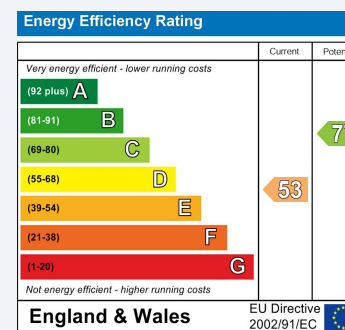 Energy Efficiency Rating
Current
Very energy efficient - lower running costs
(92 plus) A
(81-91) B
(69-80) C
(55-68) D
(39-54) E
(21-38) F
(1-20) G
53
Not energy efficient - higher running costs
England & Wales
EU Directive
2002/91/EC